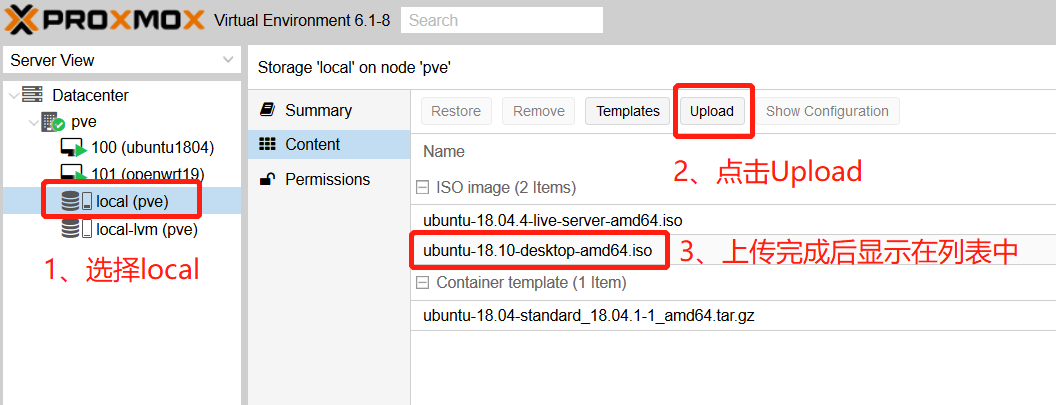 PROXMOX Virtual Environment 6.1-8 Search
Server View
Datacenter
pve
100 (ubuntu1804)
101 (openwrt19)
local (pve)
local-lvm (pve)
1、选择local
Storage 'local' on node 'pve'
Summary
Content
Permissions
Restore Remove Templates Upload Show Configuration
Name
2、点击Upload
ISO image (2 Items)
ubuntu-18.04.4-live-server-amd64.iso
ubuntu-18.10-desktop-amd64.iso
3、上传完成后显示在列表中
Container template (1 Item)
ubuntu-18.04-standard_18.04.1-1_amd64.tar.gz